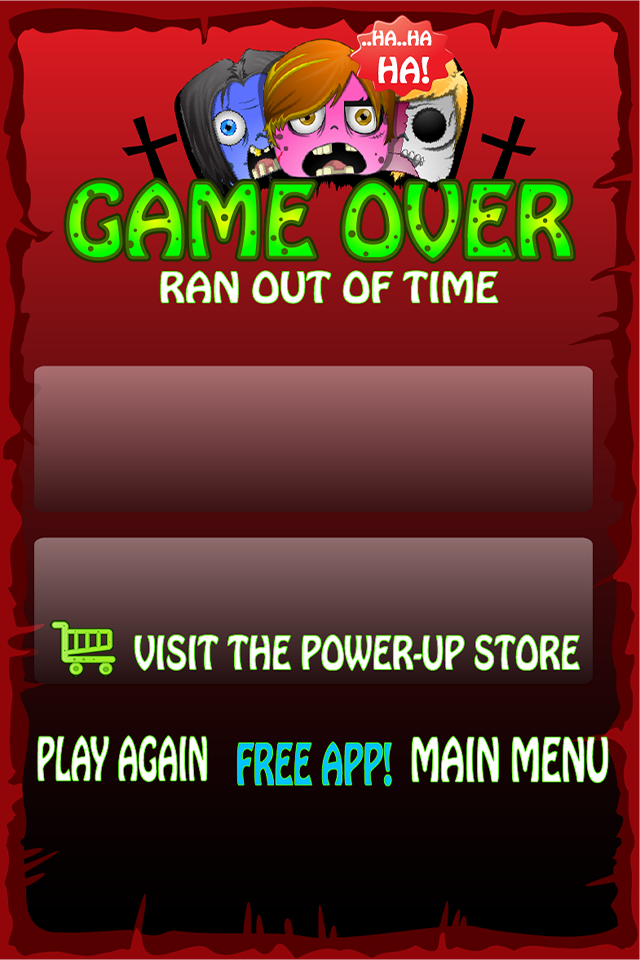 ..HA..HA
HA!
GAME OVER
RAN OUT OF TIME
VISIT THE POWER-UP STORE
PLAY AGAIN FREE APP! MAIN MENU